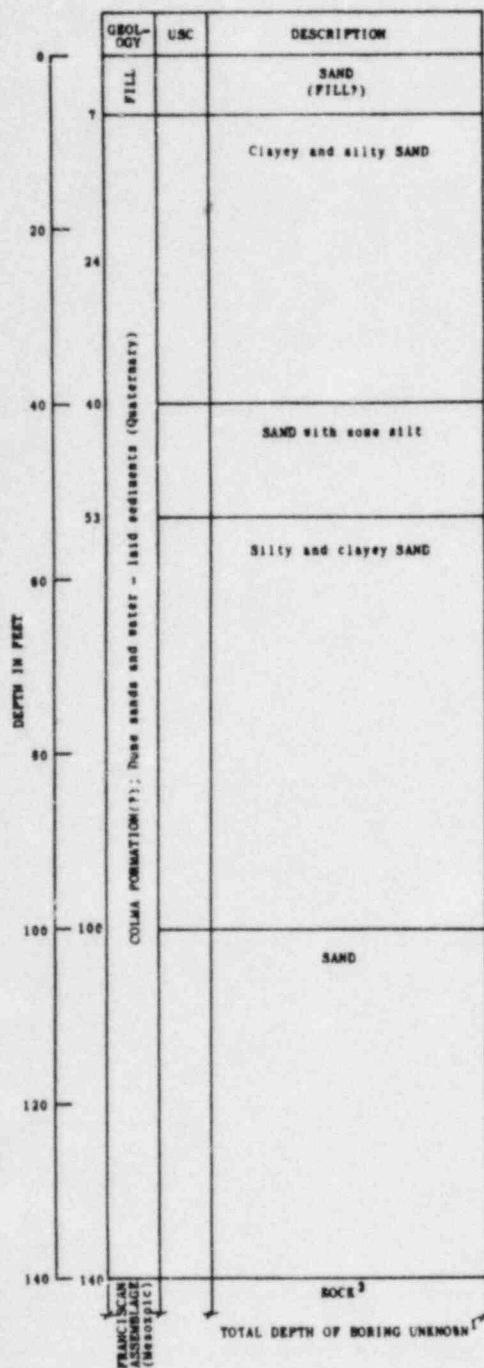 GEOL-
OGY
USC
DESCRIPTION
0
FILL
SAND
(FILL?)
7
Clayey and silty SAND
20
24
40
40
SAND with some silt
53
Silty and clayey SAND
60
DEPTH IN FEET
COLMA FORMATION(?); Dune sands and water - laid sediments (Quaternary)
80
100
100
SAND
120
140
140
ROCK 3
FRANCISCAN
ASSEMBLAGE
(Mesozoic)
TOTAL DEPTH OF BORING UNKNOWN 1